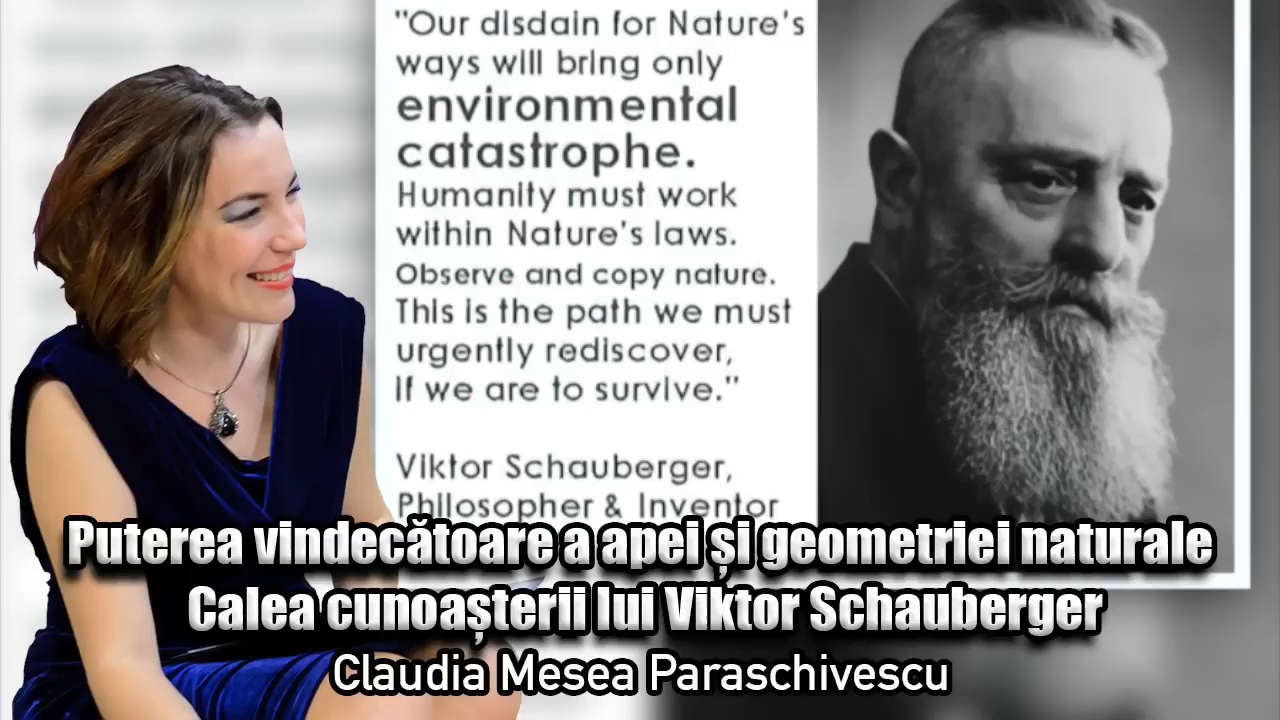 "Our disdain for Nature's
ways will bring only
environmental
catastrophe.
Humanity must work
within Nature's laws.
Observe and copy nature.
This is the path we must
urgently rediscover,
if we are to survive."
Viktor Schauberger,
Philosopher & Inventor
Puterea vindecătoare a apei și geometriei naturale
Calea cunoașterii lui Viktor Schauberger
Claudia Mesea Paraschivescu